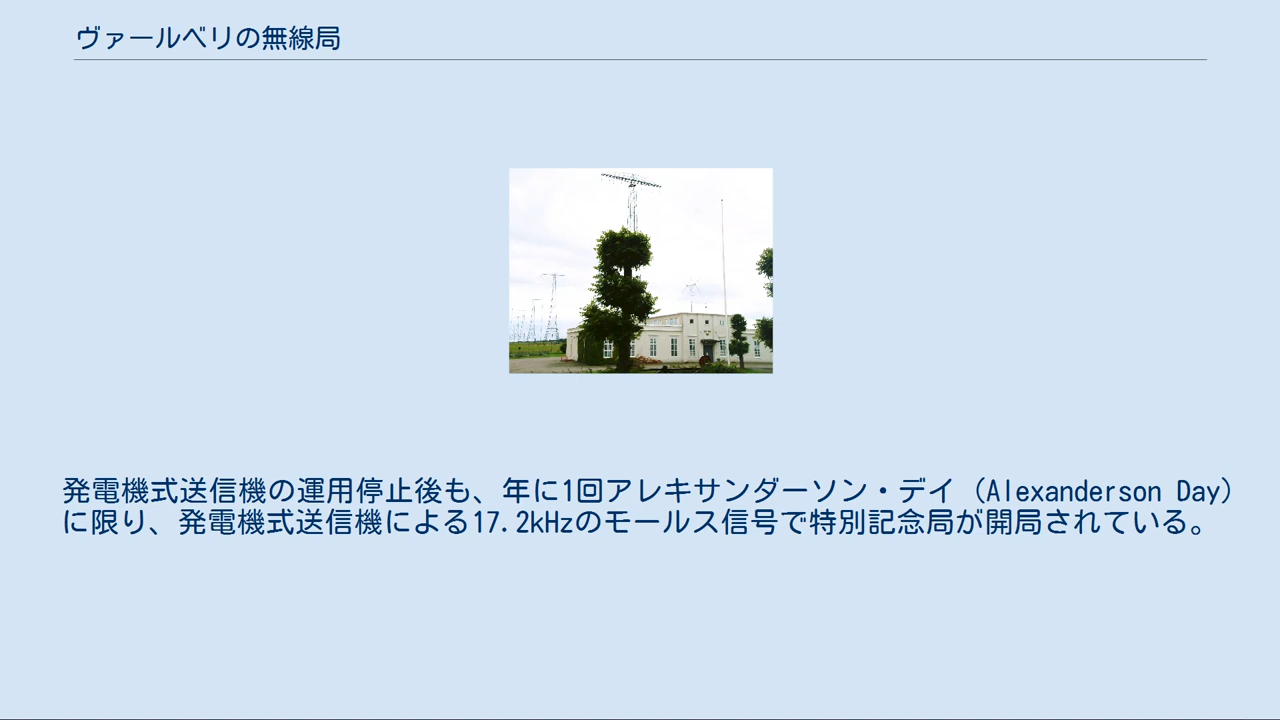 ヴァールベリの無線局
発電機式送信機の運用停止後も、年に1回アレキサンダーソン・デイ（Alexanderson Day）
に限り、発電機式送信機による17.2kHzのモールス信号で特別記念局が開局されている。